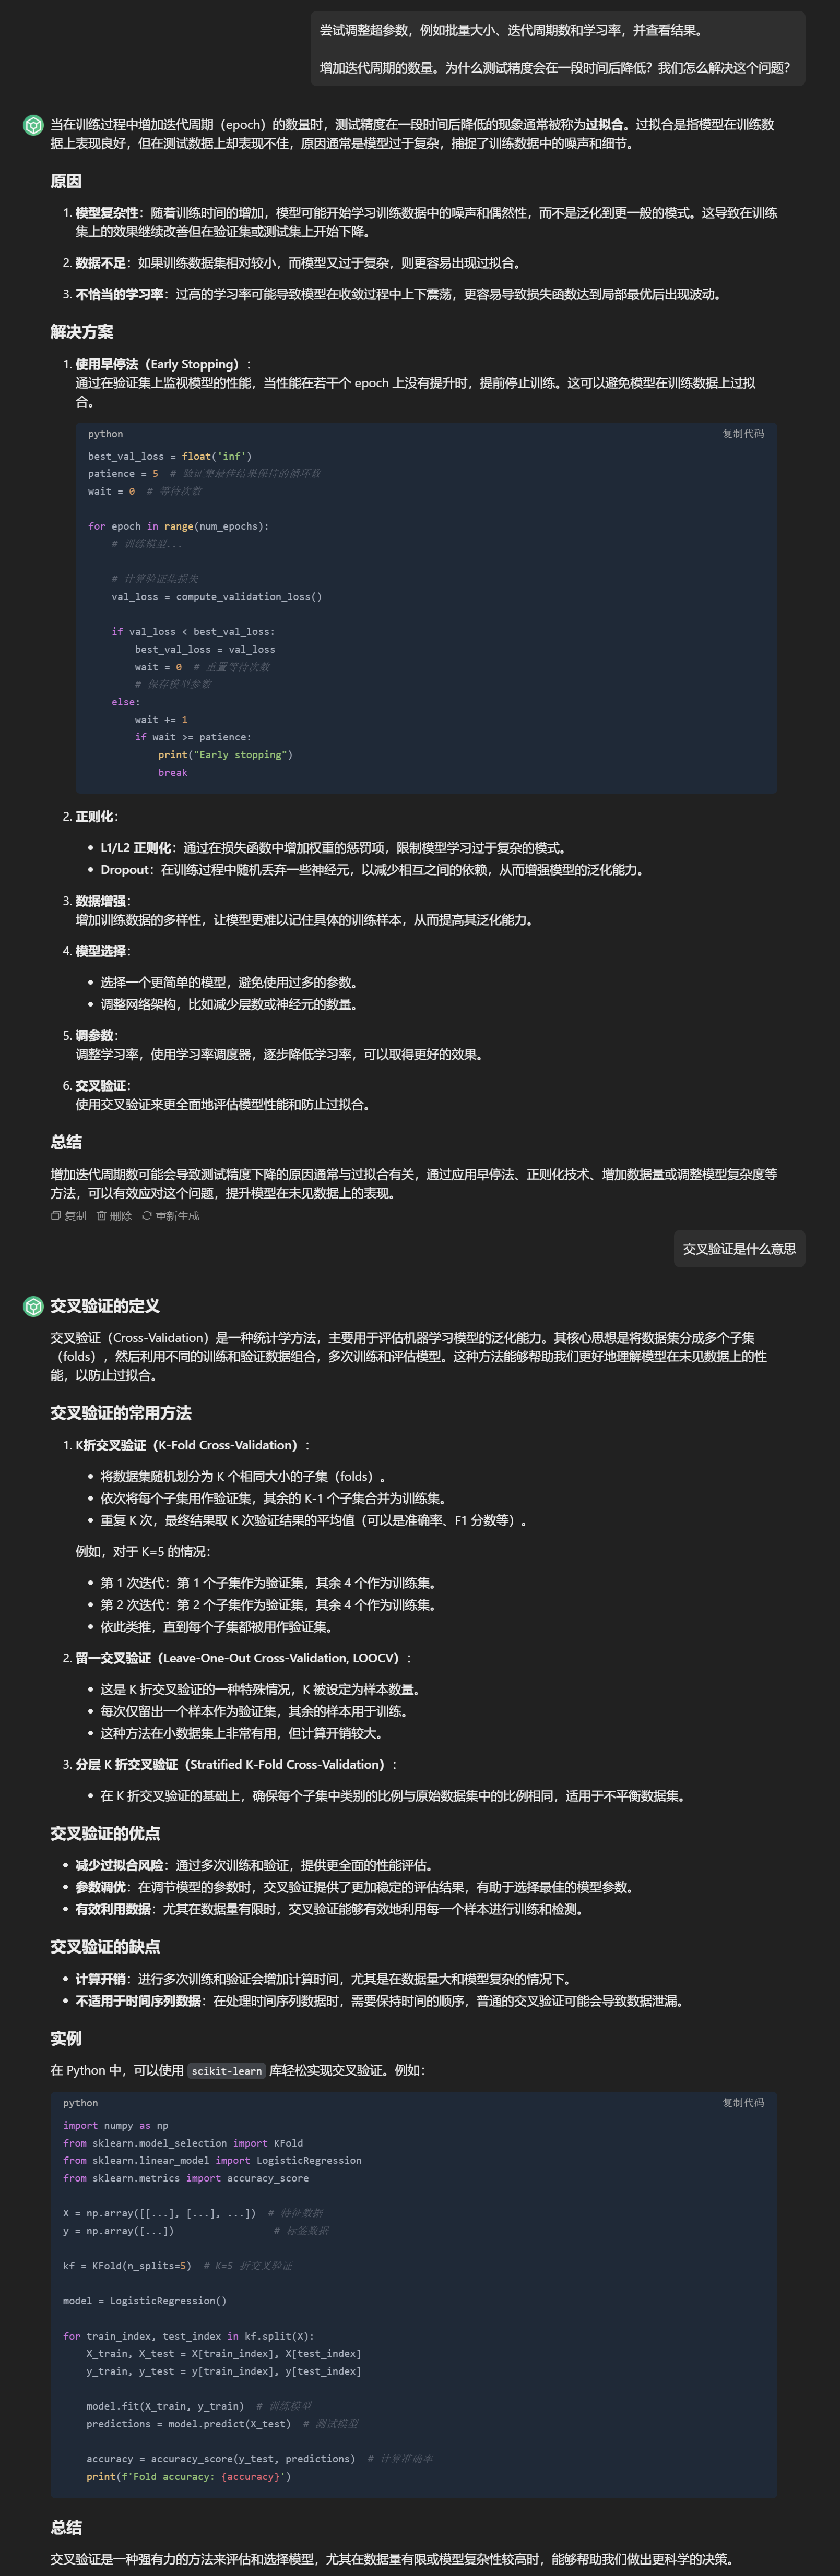 尝试调整超参数，例如批量大小、迭代周期数和学习率，并查看结果。
增加迭代周期的数量。为什么测试精度会在一段时间后降低？我们怎么解决这个问题？
当在训练过程中增加迭代周期（epoch）的数量时，测试精度在一段时间后降低的现象通常被称为过拟合。过拟合是指模型在训练数
据上表现良好，但在测试数据上却表现不佳，原因通常是模型过于复杂，捕捉了训练数据中的噪声和细节。
原因
1. 模型复杂性：随着训练时间的增加，模型可能开始学习训练数据中的噪声和偶然性，而不是泛化到更一般的模式。这导致在训练
集上的效果继续改善但在验证集或测试集上开始下降。
2. 数据不足：如果训练数据集相对较小，而模型又过于复杂，则更容易出现过拟合。
3. 不恰当的学习率：过高的学习率可能导致模型在收敛过程中上下震荡，更容易导致损失函数达到局部最优后出现波动。
解决方案
1. 使用早停法（Early Stopping）：
通过在验证集上监视模型的性能，当性能在若干个 epoch 上没有提升时，提前停止训练。这可以避免模型在训练数据上过拟
合。
python 复制代码
best_val_loss = float('inf')
patience = 5  # 验证集最佳结果保持的循环数
wait = 0  # 等待次数
for epoch in range(num_epochs):
    # 训练模型...
    # 计算验证集损失
    val_loss = compute_validation_loss()
    if val_loss < best_val_loss:
        best_val_loss = val_loss
        wait = 0  # 重置等待次数
        # 保存模型参数
    else:
        wait += 1
        if wait >= patience:
            print("Early stopping")
            break
2. 正则化：
• L1/L2 正则化：通过在损失函数中增加权重的惩罚项，限制模型学习过于复杂的模式。
• Dropout：在训练过程中随机丢弃一些神经元，以减少相互之间的依赖，从而增强模型的泛化能力。
3. 数据增强：
增加训练数据的多样性，让模型更难以记住具体的训练样本，从而提高其泛化能力。
4. 模型选择：
• 选择一个更简单的模型，避免使用过多的参数。
• 调整网络架构，比如减少层数或神经元的数量。
5. 调参数：
调整学习率，使用学习率调度器，逐步降低学习率，可以取得更好的效果。
6. 交叉验证：
使用交叉验证来更全面地评估模型性能和防止过拟合。
总结
增加迭代周期数可能会导致测试精度下降的原因通常与过拟合有关，通过应用早停法、正则化技术、增加数据量或调整模型复杂度等
方法，可以有效应对这个问题，提升模型在未见数据上的表现。
复制 删除 重新生成
交叉验证是什么意思
交叉验证的定义
交叉验证（Cross-Validation）是一种统计学方法，主要用于评估机器学习模型的泛化能力。其核心思想是将数据集分成多个子集
（folds），然后利用不同的训练和验证数据组合，多次训练和评估模型。这种方法能够帮助我们更好地理解模型在未见数据上的性
能，以防止过拟合。
交叉验证的常用方法
1. K折交叉验证（K-Fold Cross-Validation）：
• 将数据集随机划分为 K 个相同大小的子集（folds）。
• 依次将每个子集用作验证集，其余的 K-1 个子集合并为训练集。
• 重复 K 次，最终结果取 K 次验证结果的平均值（可以是准确率、F1 分数等）。
例如，对于 K=5 的情况：
• 第 1 次迭代：第 1 个子集作为验证集，其余 4 个作为训练集。
• 第 2 次迭代：第 2 个子集作为验证集，其余 4 个作为训练集。
• 依此类推，直到每个子集都被用作验证集。
2. 留一交叉验证（Leave-One-Out Cross-Validation, LOOCV）：
• 这是 K 折交叉验证的一种特殊情况，K 被设定为样本数量。
• 每次仅留出一个样本作为验证集，其余的样本用于训练。
• 这种方法在小数据集上非常有用，但计算开销较大。
3. 分层 K 折交叉验证（Stratified K-Fold Cross-Validation）：
• 在 K 折交叉验证的基础上，确保每个子集中类别的比例与原始数据集中的比例相同，适用于不平衡数据集。
交叉验证的优点
• 减少过拟合风险：通过多次训练和验证，提供更全面的性能评估。
• 参数调优：在调节模型的参数时，交叉验证提供了更加稳定的评估结果，有助于选择最佳的模型参数。
• 有效利用数据：尤其在数据量有限时，交叉验证能够有效地利用每一个样本进行训练和检测。
交叉验证的缺点
• 计算开销：进行多次训练和验证会增加计算时间，尤其是在数据量大和模型复杂的情况下。
• 不适用于时间序列数据：在处理时间序列数据时，需要保持时间的顺序，普通的交叉验证可能会导致数据泄漏。
实例
在 Python 中，可以使用 scikit-learn 库轻松实现交叉验证。例如：
python 复制代码
import numpy as np
from sklearn.model_selection import KFold
from sklearn.linear_model import LogisticRegression
from sklearn.metrics import accuracy_score
X = np.array([[...], [...], ...])  # 特征数据
y = np.array([...])                 # 标签数据
kf = KFold(n_splits=5)  # K=5 折交叉验证
model = LogisticRegression()
for train_index, test_index in kf.split(X):
    X_train, X_test = X[train_index], X[test_index]
    y_train, y_test = y[train_index], y[test_index]
    model.fit(X_train, y_train)  # 训练模型
    predictions = model.predict(X_test)  # 测试模型
    accuracy = accuracy_score(y_test, predictions)  # 计算准确率
    print(f'Fold accuracy: {accuracy}')
总结
交叉验证是一种强有力的方法来评估和选择模型，尤其在数据量有限或模型复杂性较高时，能够帮助我们做出更科学的决策。